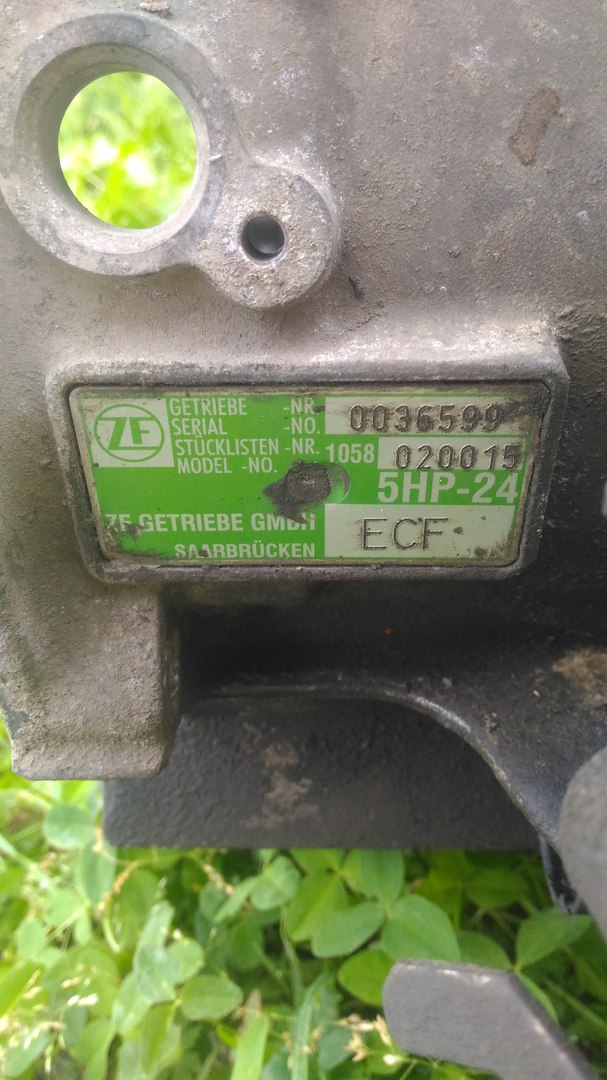 ZF
GETRIEBE -NR. 0036599
SERIAL -NO.
STÜCKLISTEN -NR. 1058 020015
MODEL -NO.
5HP-24
ZF GETRIEBE GMBH ECF
SAARBRÜCKEN